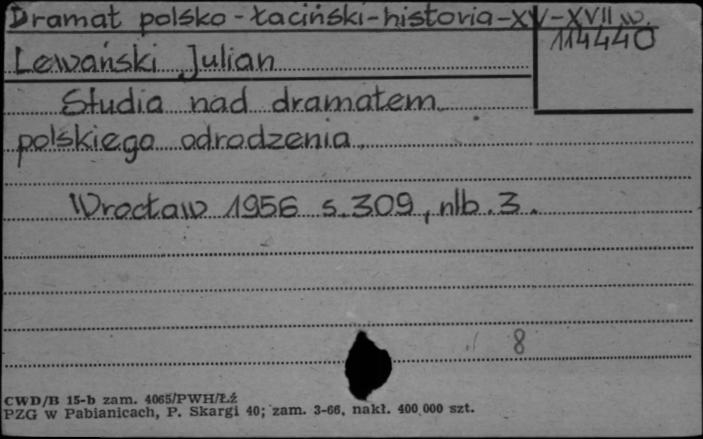 Dramat polsko-łaciński-historia-XV-XVII w.
114440
Lewański Julian
Studia nad dramatem
polskiego odrodzenia.
Wrocław 1956 s.309, nlb.3.
8
CWD/B 15-b zam. 4065/PWH/Łź
PZG w Pabianicach, P. Skargi 40; zam. 3-66, nakł. 400 000 szt.